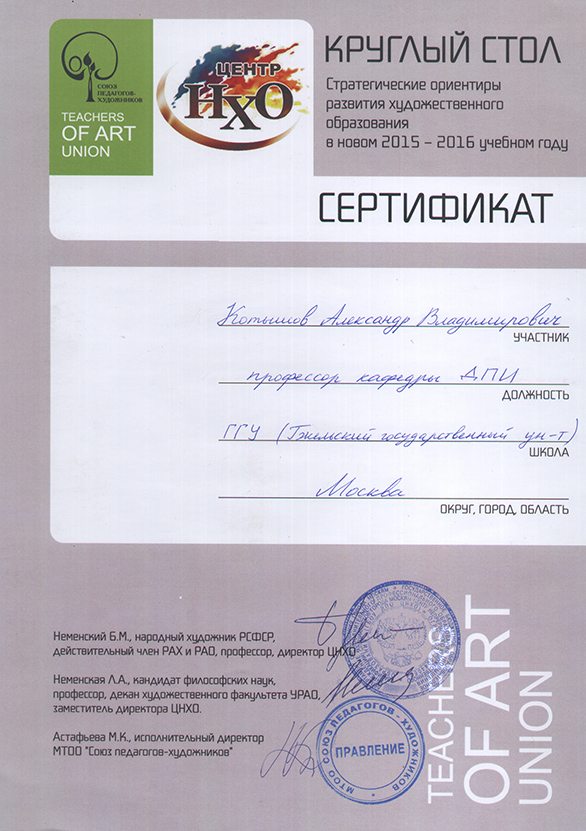 СОЮЗ
ПЕДАГОГОВ-
ХУДОЖНИКОВ
TEACHERS
OF ART
UNION
ЦЕНТР
НХО
КРУГЛЫЙ СТОЛ
Стратегические ориентиры
развития художественного
образования
в новом 2015 – 2016 учебном году
СЕРТИФИКАТ
Котышов Александр Владимирович
УЧАСТНИК
профессор кафедры ДПИ
ДОЛЖНОСТЬ
ГГУ (Гжельский государственный ун-т)
ШКОЛА
Москва
ОКРУГ, ГОРОД, ОБЛАСТЬ
Неменский Б.М., народный художник РСФСР,
действительный член РАХ и РАО, профессор, директор ЦНХО
Неменская Л.А., кандидат философских наук,
профессор, декан художественного факультета УРАО,
заместитель директора ЦНХО.
Астафьева М.К., исполнительный директор
МТОО "Союз педагогов-художников"
МТОО СОЮЗ ПЕДАГОГОВ - ХУДОЖНИКОВ
ПРАВЛЕНИЕ
TEACHERS
OF ART
UNION